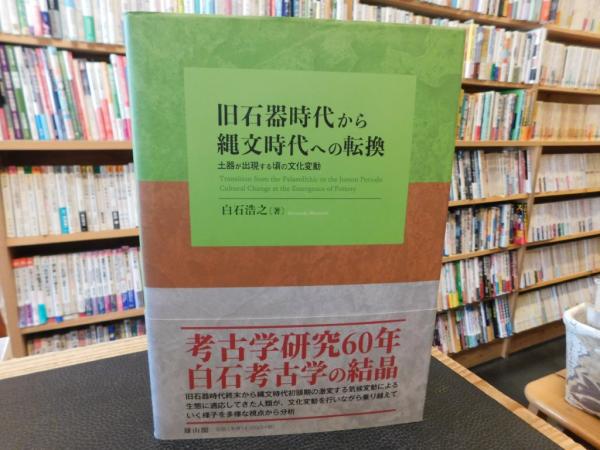 旧石器時代から
縄文時代への転換
土器が出現する頃の文化変動
Transition from the Palaeolithic to the Jomon Periods:
Cultural Change at the Emergence of Pottery
白石浩之〔著〕
考古学研究60年
白石考古学の結晶
旧石器時代終末から縄文時代初頭期の激変する気候変動による
生態に適応してきた人類が、文化変動を行いながら乗り越えて
いく様子を多様な視点から分析
雄山閣